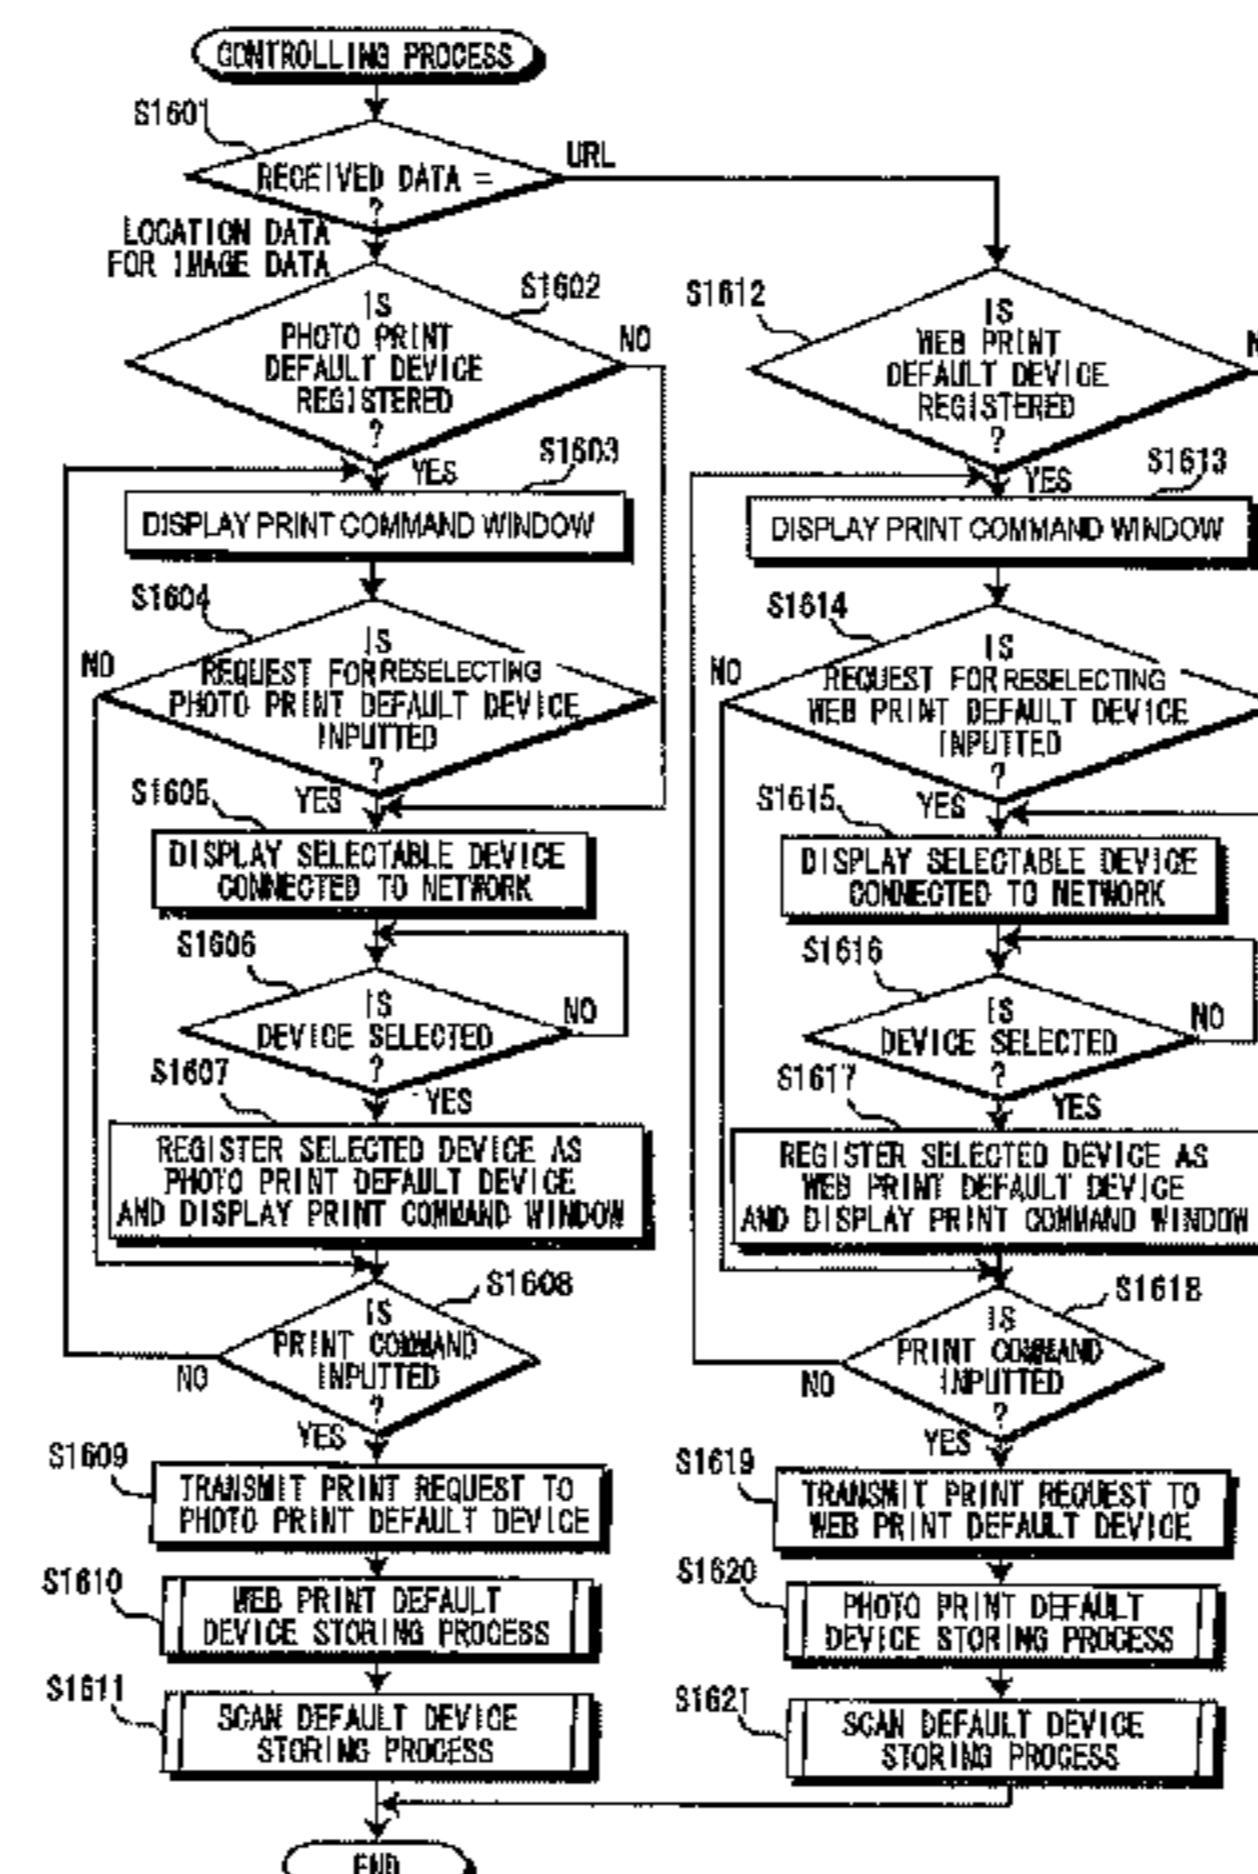 CONTROLLING PROCESS
S1601
RECEIVED DATA =
?
URL
LOCATION DATA
FOR IMAGE DATA
S1602
IS
PHOTO PRINT
DEFAULT DEVICE
REGISTERED
?
NO
YES
S1603
DISPLAY PRINT COMMAND WINDOW
S1604
IS
REQUEST FOR RESELECTING
PHOTO PRINT DEFAULT DEVICE
INPUTTED
?
NO
YES
S1605
DISPLAY SELECTABLE DEVICE
CONNECTED TO NETWORK
S1606
IS
DEVICE SELECTED
?
NO
YES
S1607
REGISTER SELECTED DEVICE AS
PHOTO PRINT DEFAULT DEVICE
AND DISPLAY PRINT COMMAND WINDOW
S1608
IS
PRINT COMMAND
INPUTTED
?
NO
YES
S1609
TRANSMIT PRINT REQUEST TO
PHOTO PRINT DEFAULT DEVICE
S1610
WEB PRINT DEFAULT
DEVICE STORING PROCESS
S1611
SCAN DEFAULT DEVICE
STORING PROCESS
END
S1612
IS
WEB PRINT
DEFAULT DEVICE
REGISTERED
?
YES
S1613
DISPLAY PRINT COMMAND WINDOW
S1614
IS
REQUEST FOR RESELECTING
WEB PRINT DEFAULT DEVICE
INPUTTED
?
NO
YES
S1615
DISPLAY SELECTABLE DEVICE
CONNECTED TO NETWORK
S1616
IS
DEVICE SELECTED
?
NO
YES
S1617
REGISTER SELECTED DEVICE AS
WEB PRINT DEFAULT DEVICE
AND DISPLAY PRINT COMMAND WINDOW
S1618
IS
PRINT COMMAND
INPUTTED
?
NO
YES
S1619
TRANSMIT PRINT REQUEST TO
WEB PRINT DEFAULT DEVICE
S1620
PHOTO PRINT DEFAULT
DEVICE STORING PROCESS
S1621
SCAN DEFAULT DEVICE
STORING PROCESS